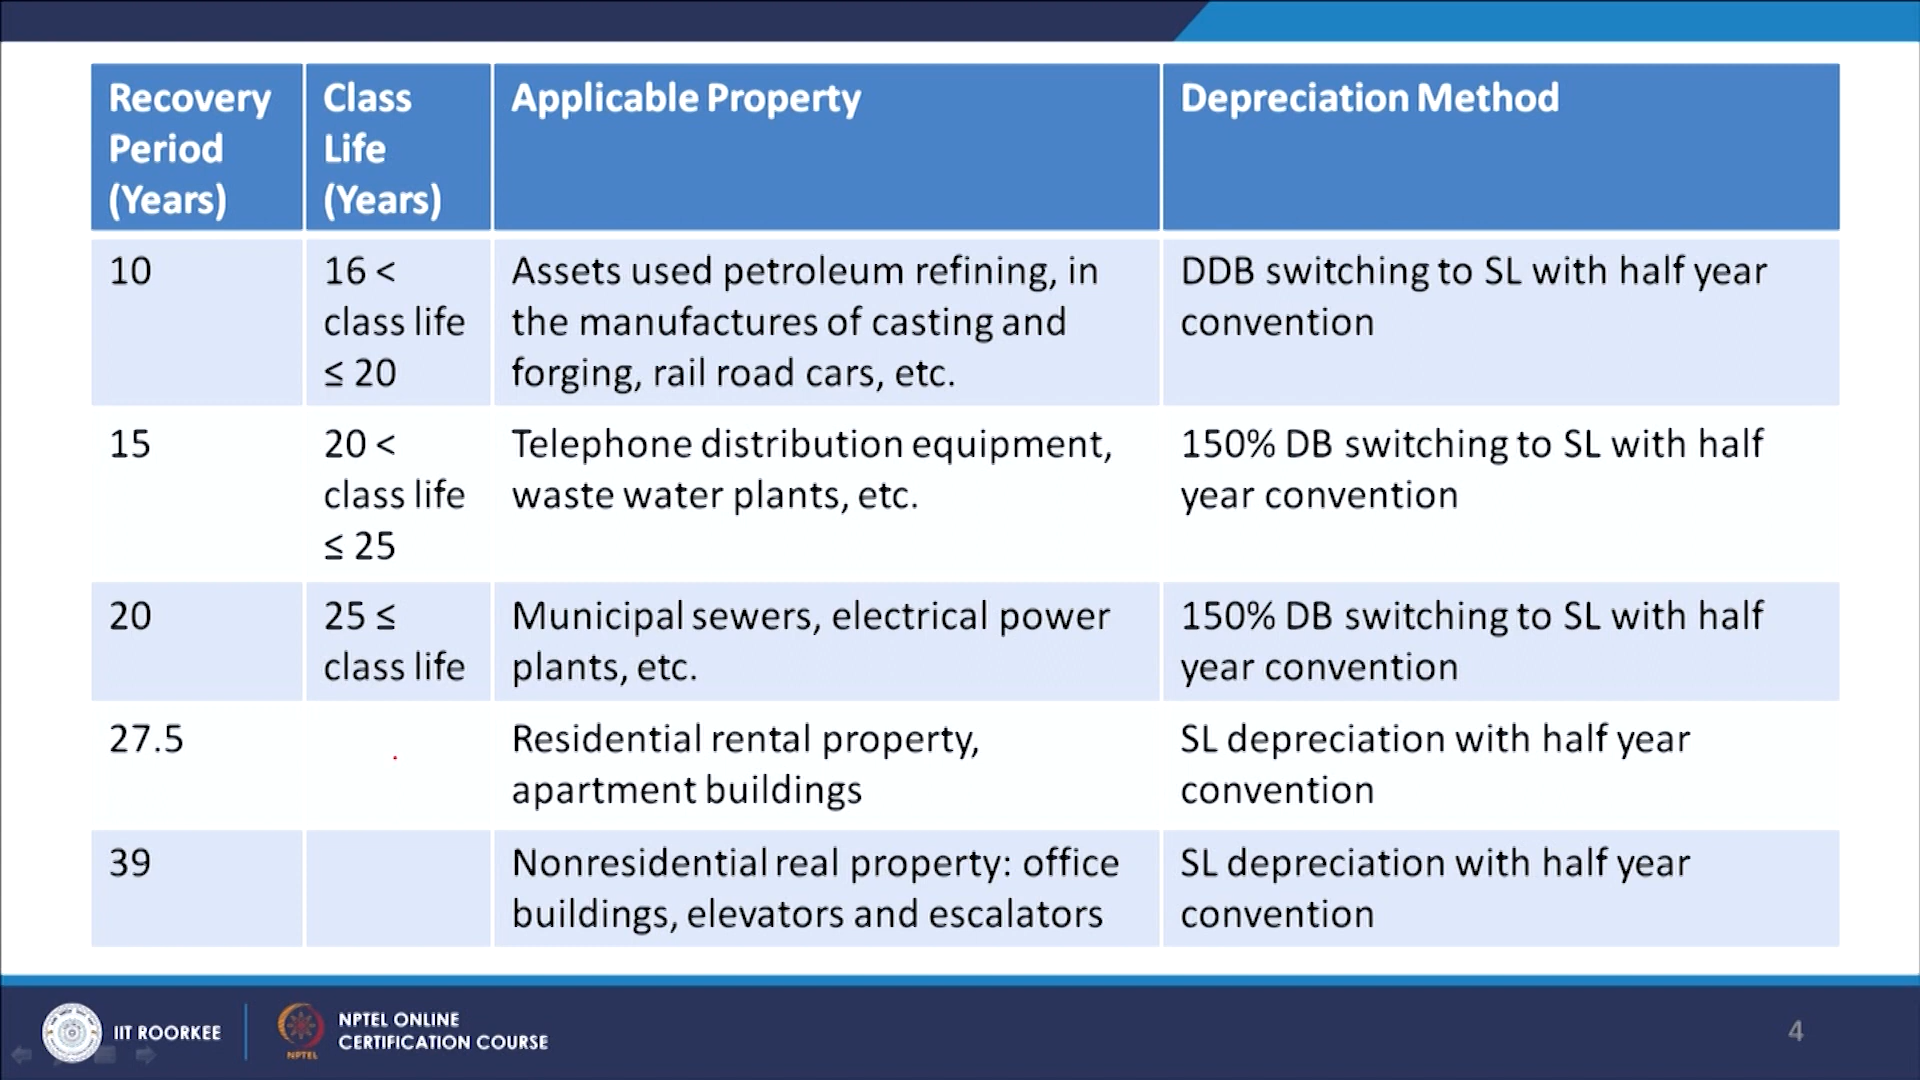 Recovery
Period
(Years)
Class
Life
(Years)
Applicable Property
Depreciation Method
10
16 <
class life
≤ 20
Assets used petroleum refining, in
the manufactures of casting and
forging, rail road cars, etc.
DDB switching to SL with half year
convention
15
20 <
class life
≤ 25
Telephone distribution equipment,
waste water plants, etc.
150% DB switching to SL with half
year convention
20
25 ≤
class life
Municipal sewers, electrical power
plants, etc.
150% DB switching to SL with half
year convention
27.5
Residential rental property,
apartment buildings
SL depreciation with half year
convention
39
Nonresidential real property: office
buildings, elevators and escalators
SL depreciation with half year
convention
IIT ROORKEE
NPTEL
NPTEL ONLINE
CERTIFICATION COURSE
4